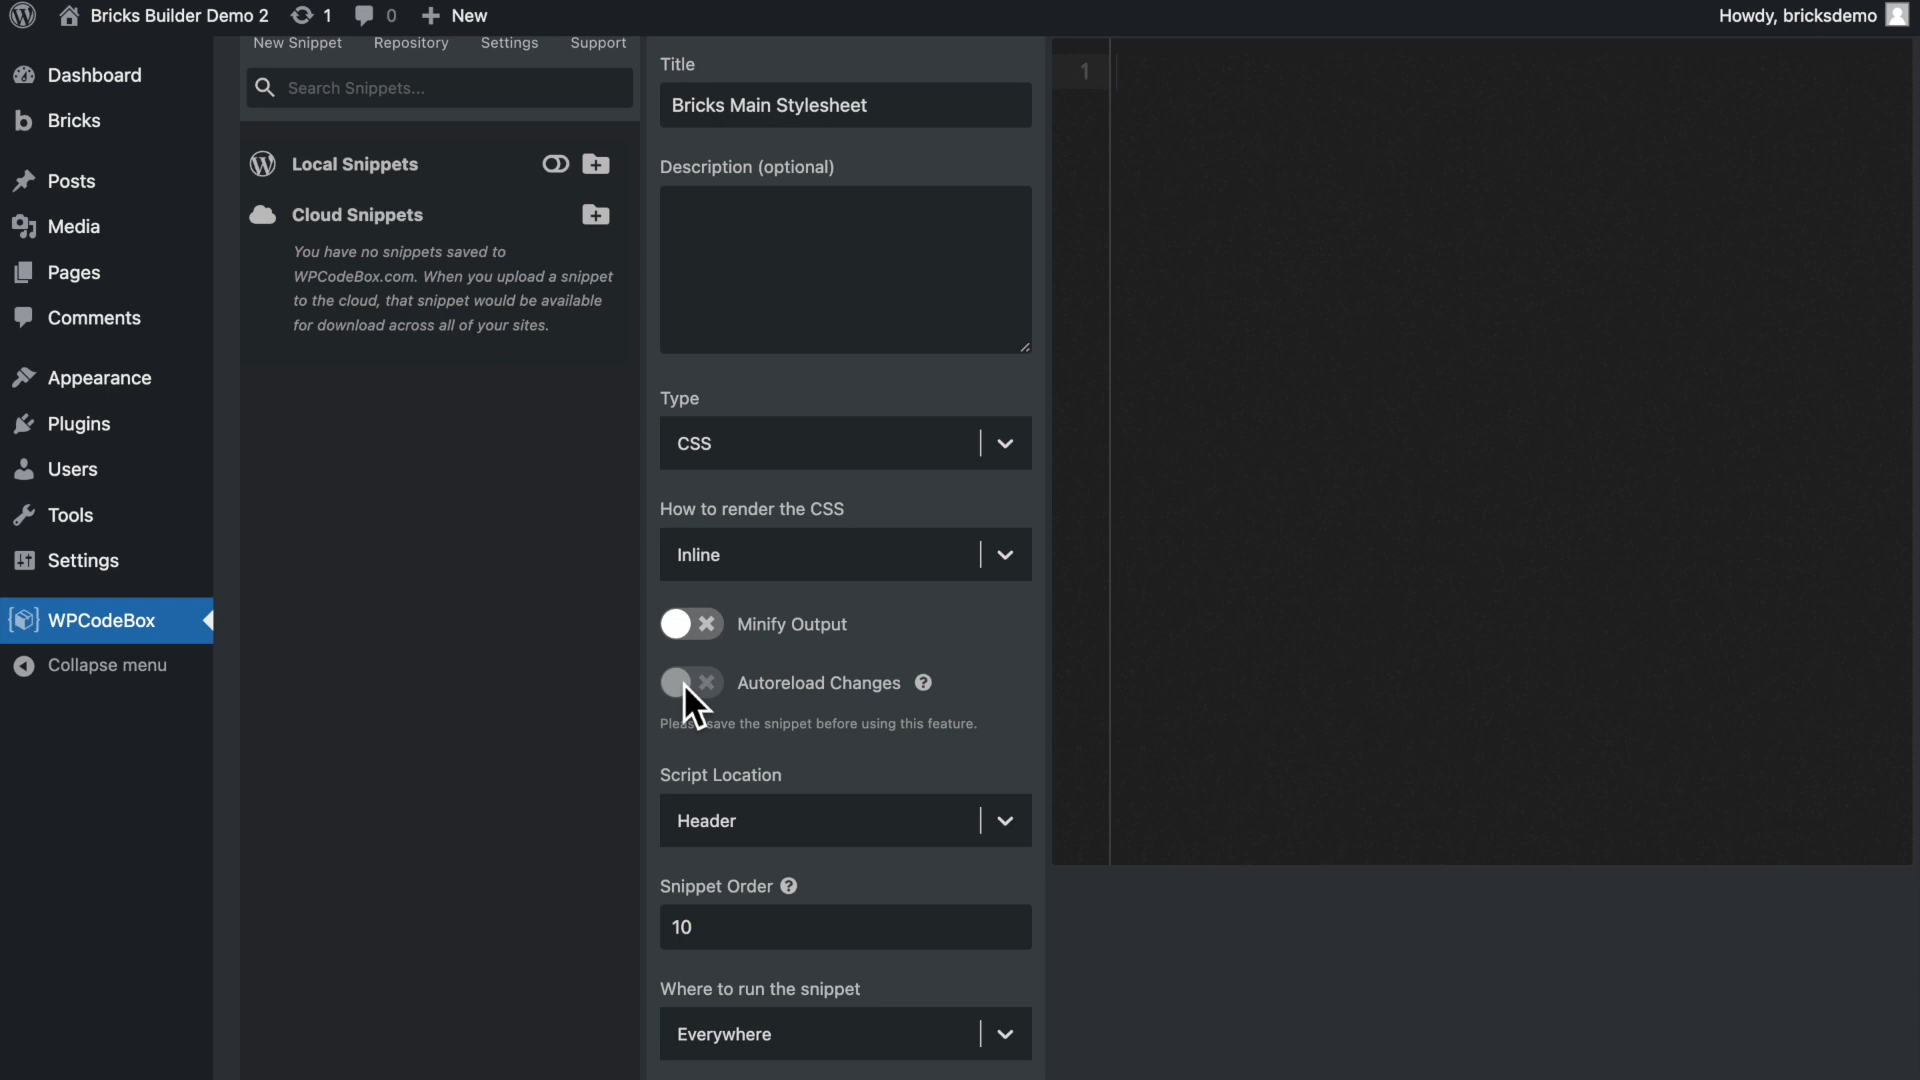 Bricks Builder Demo 2 1 0 New Howdy, bricksdemo
Dashboard
Bricks
Posts
Media
Pages
Comments
Appearance
Plugins
Users
Tools
Settings
WPCodeBox
Collapse menu
New Snippet Repository Settings Support
Search Snippets...
Local Snippets
Cloud Snippets
You have no snippets saved to
WPCodeBox.com. When you upload a snippet
to the cloud, that snippet would be available
for download across all of your sites.
Title
Bricks Main Stylesheet
Description (optional)
Type
CSS
How to render the CSS
Inline
Minify Output
Autoreload Changes
save the snippet before using this feature.
Script Location
Header
Snippet Order
10
Where to run the snippet
Everywhere
1